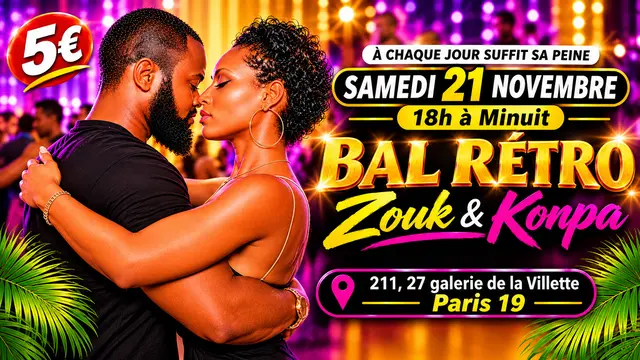 5€
À CHAQUE JOUR SUFFIT SA PEINE
SAMEDI 21 NOVEMBRE
18h à Minuit
BAL RÉTRO
Zouk & Konpa
211, 27 galerie de la Villette
Paris 19